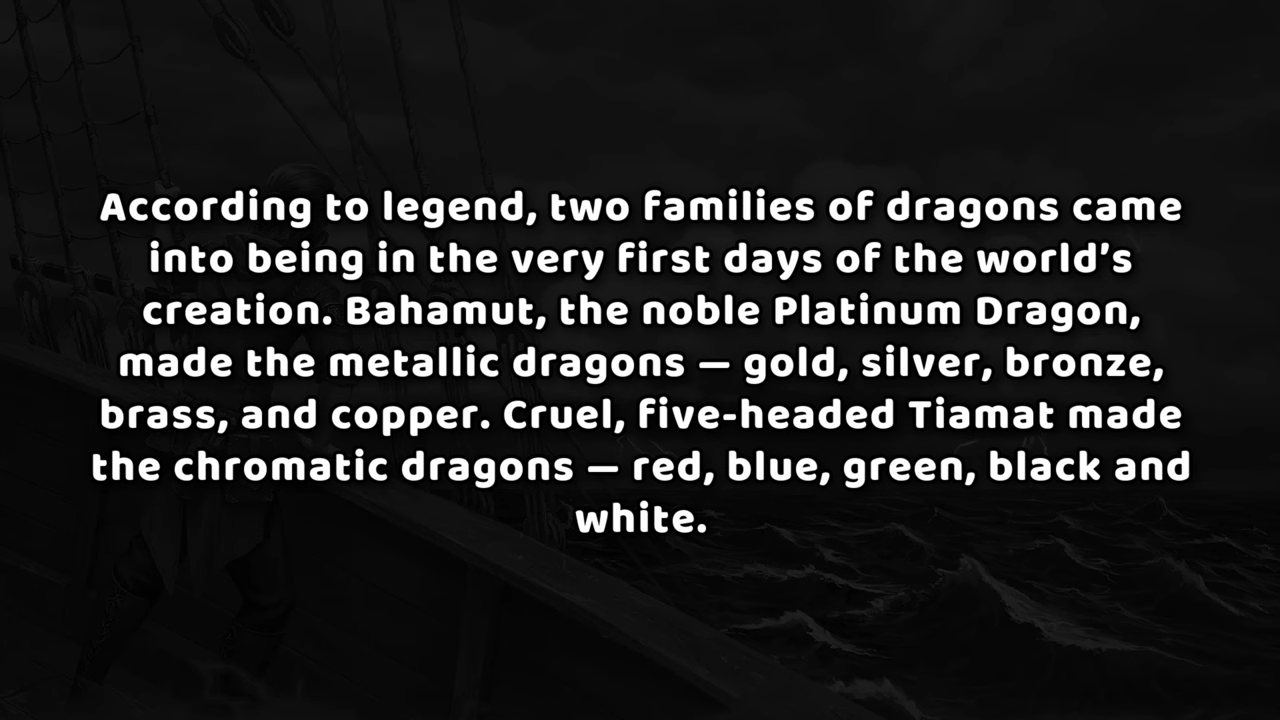 According to legend, two families of dragons came
into being in the very first days of the world’s
creation. Bahamut, the noble Platinum Dragon,
made the metallic dragons — gold, silver, bronze,
brass, and copper. Cruel, five-headed Tiamat made
the chromatic dragons — red, blue, green, black and
white.